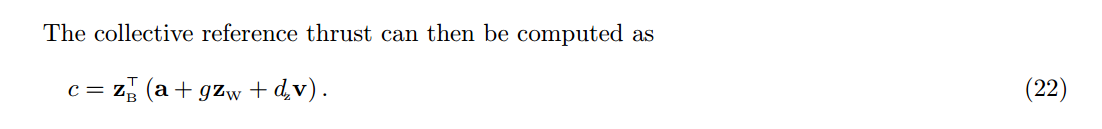 The collective reference thrust can then be computed as
c = z_B^⊤ (a + g z_W + d_z v) . (22)